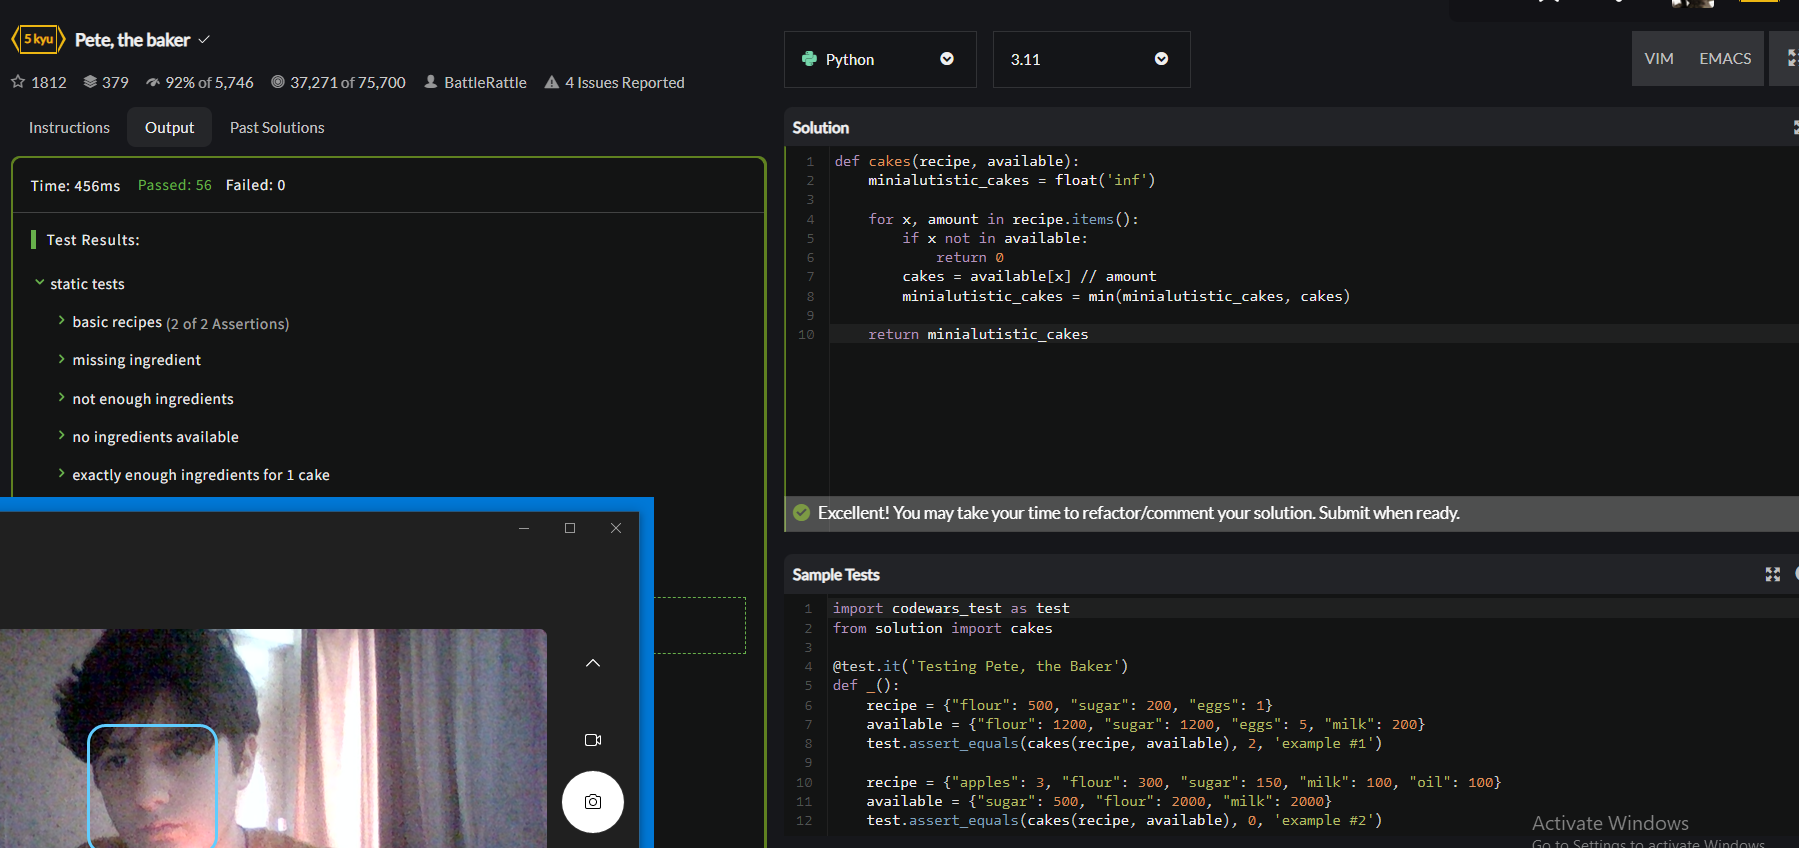 5 kyu Pete, the baker
1812 379 92% of 5,746 37,271 of 75,700 BattleRattle 4 Issues Reported
Instructions Output Past Solutions
Time: 456ms Passed: 56 Failed: 0
Test Results:
static tests
basic recipes (2 of 2 Assertions)
missing ingredient
not enough ingredients
no ingredients available
exactly enough ingredients for 1 cake
Python 3.11 VIM EMACS
Solution
1 def cakes(recipe, available):
2 minialutistic_cakes = float('inf')
3
4 for x, amount in recipe.items():
5 if x not in available:
6 return 0
7 cakes = available[x] // amount
8 minialutistic_cakes = min(minialutistic_cakes, cakes)
9
10 return minialutistic_cakes
Excellent! You may take your time to refactor/comment your solution. Submit when ready.
Sample Tests
1 import codewars_test as test
2 from solution import cakes
3
4 @test.it('Testing Pete, the Baker')
5 def _():
6 recipe = {"flour": 500, "sugar": 200, "eggs": 1}
7 available = {"flour": 1200, "sugar": 1200, "eggs": 5, "milk": 200}
8 test.assert_equals(cakes(recipe, available), 2, 'example #1')
9
10 recipe = {"apples": 3, "flour": 300, "sugar": 150, "milk": 100, "oil": 100}
11 available = {"sugar": 500, "flour": 2000, "milk": 2000}
12 test.assert_equals(cakes(recipe, available), 0, 'example #2')
Activate Windows
Go to Settings to activate Windows.